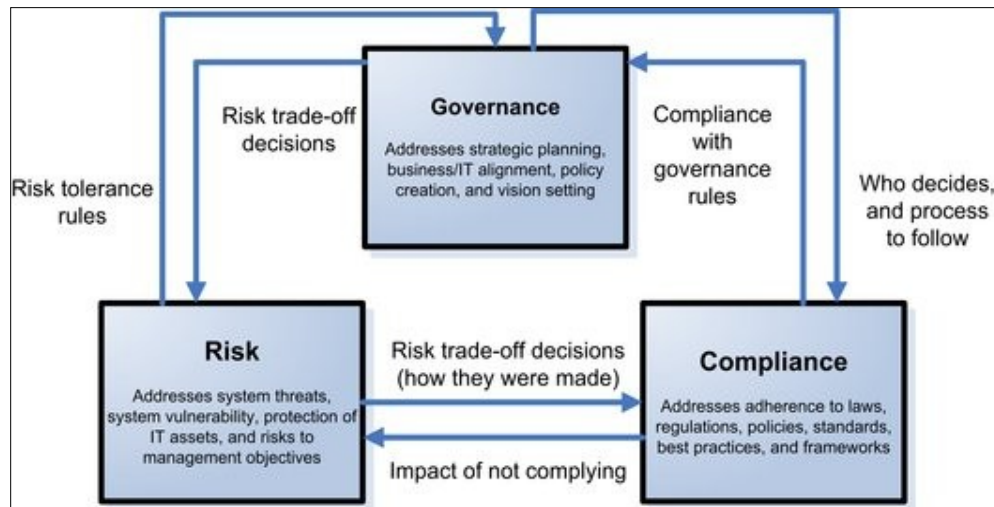 Governance
Addresses strategic planning,
business/IT alignment, policy
creation, and vision setting
Risk trade-off
decisions
Risk tolerance
rules
Compliance
with
governance
rules
Who decides,
and process
to follow
Risk
Addresses system threats,
system vulnerability, protection of
IT assets, and risks to
management objectives
Risk trade-off decisions
(how they were made)
Impact of not complying
Compliance
Addresses adherence to laws,
regulations, policies, standards,
best practices, and frameworks